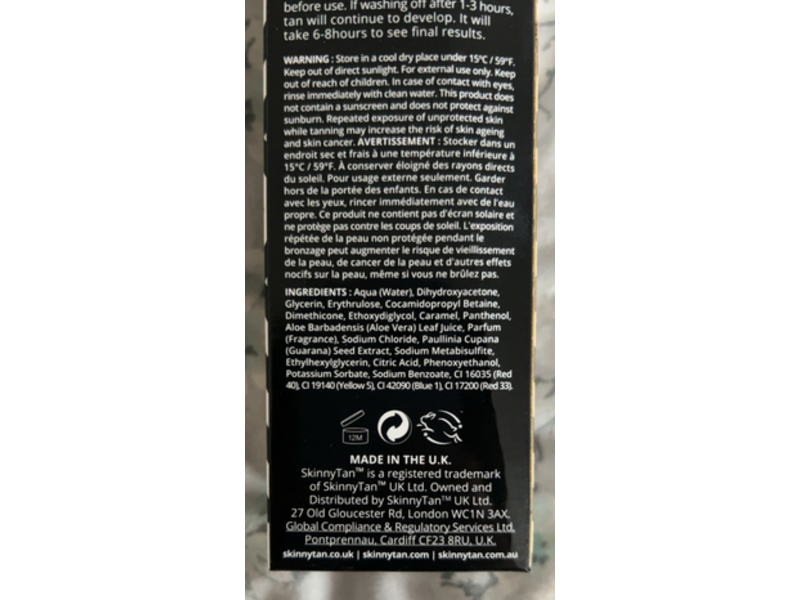 before use. If washing off after 1-3 hours,
tan will continue to develop. It will
take 6-8hours to see final results.
WARNING : Store in a cool dry place under 15°C / 59°F.
Keep out of direct sunlight. For external use only. Keep
out of reach of children. In case of contact with eyes,
rinse immediately with clean water. This product does
not contain a sunscreen and does not protect against
sunburn. Repeated exposure of unprotected skin
while tanning may increase the risk of skin ageing
and skin cancer. AVERTISSEMENT : Stocker dans un
endroit sec et frais à une température inférieure à
15°C / 59°F. À conserver éloigné des rayons directs
du soleil. Pour usage externe seulement. Garder
hors de la portée des enfants. En cas de contact
avec les yeux, rincer immédiatement avec de l'eau
propre. Ce produit ne contient pas d'écran solaire et
ne protège pas contre les coups de soleil. L'exposition
répétée de la peau non protégée pendant le
bronzage peut augmenter le risque de vieillissement
de la peau, de cancer de la peau et d'autres effets
nocifs sur la peau, même si vous ne brûlez pas.
INGREDIENTS : Aqua (Water), Dihydroxyacetone,
Glycerin, Erythrulose, Cocamidopropyl Betaine,
Dimethicone, Ethoxydiglycol, Caramel, Panthenol,
Aloe Barbadensis (Aloe Vera) Leaf Juice, Parfum
(Fragrance), Sodium Chloride, Paullinia Cupana
(Guarana) Seed Extract, Sodium Metabisulfite,
Ethylhexylglycerin, Citric Acid, Phenoxyethanol,
Potassium Sorbate, Sodium Benzoate, CI 16035 (Red
40), CI 19140 (Yellow 5), CI 42090 (Blue 1), CI 17200 (Red 33).
12M
MADE IN THE U.K.
SkinnyTan™ is a registered trademark
of SkinnyTan™ UK Ltd. Owned and
Distributed by SkinnyTan™ UK Ltd.
27 Old Gloucester Rd, London WC1N 3AX.
Global Compliance & Regulatory Services Ltd.
Pontprennau, Cardiff CF23 8RU, U.K.
skinnytan.co.uk | skinnytan.com | skinnytan.com.au